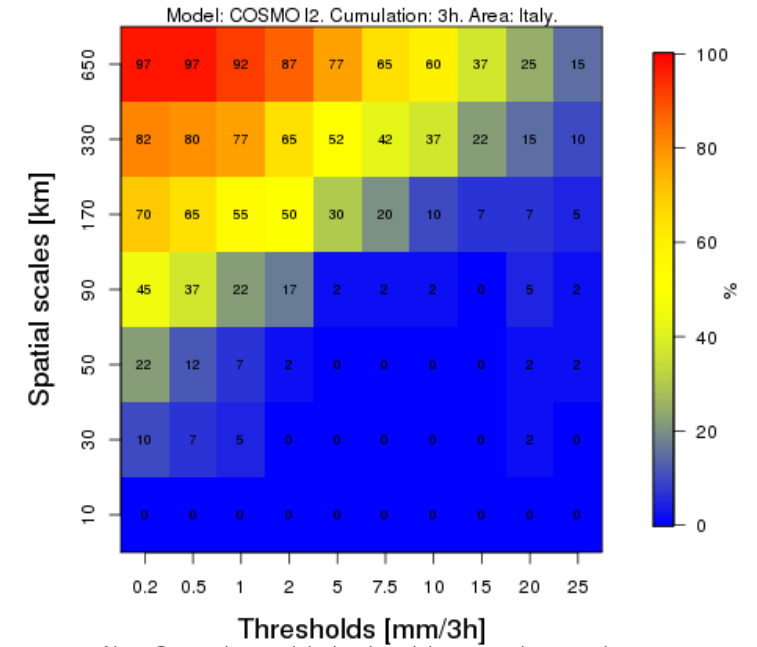 Model: COSMO I2. Cumulation: 3h. Area: Italy.
650 97 97 92 87 77 65 60 37 25 15
330 82 80 77 65 52 42 37 22 15 10
170 70 65 55 50 30 20 10 7 7 5
90 45 37 22 17 2 2 2 0 5 2
50 22 12 7 2 0 0 0 0 2 2
30 10 7 5 0 0 0 0 0 2 0
10 0 0 0 0 0 0 0 0 0 0
0.2 0.5 1 2 5 7.5 10 15 20 25
Thresholds [mm/3h]
Spatial scales [km]
100
80
60
40
20
0
%